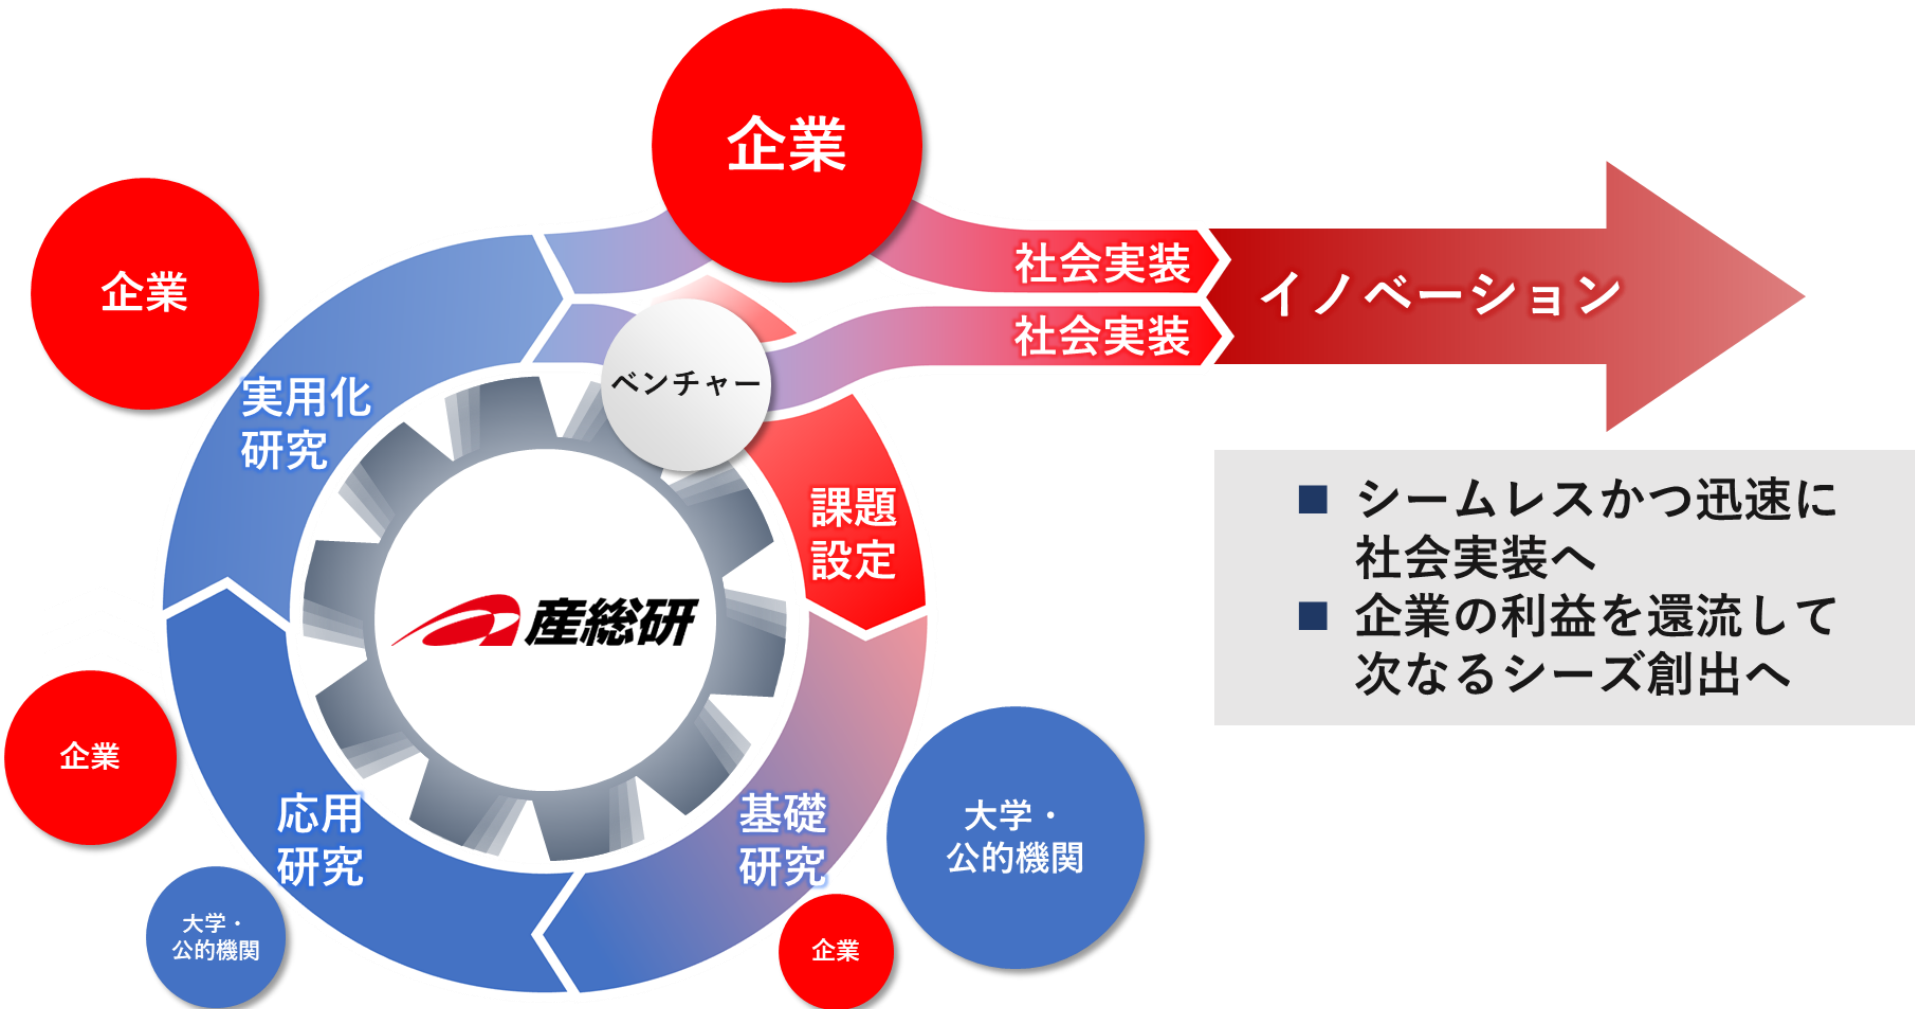 企業
企業
社会実装
イノベーション
社会実装
ベンチャー
実用化
研究
課題
設定
シームレスかつ迅速に
社会実装へ
企業の利益を還流して
次なるシーズ創出へ
産総研
企業
応用
研究
基礎
研究
大学・
公的機関
大学・
公的機関
企業